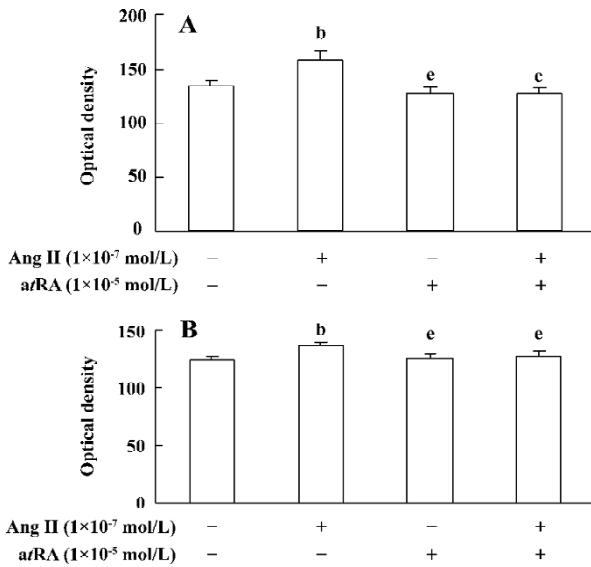 200
A
b
150
e
c
100
Optical density
50
0
Ang II (1×10⁻⁷ mol/L) − + − +
atRA (1×10⁻⁵ mol/L) − − + +
150
B
b
e
e
100
Optical density
50
0
Ang II (1×10⁻⁷ mol/L) − + − +
atRA (1×10⁻⁵ mol/L) − − + +